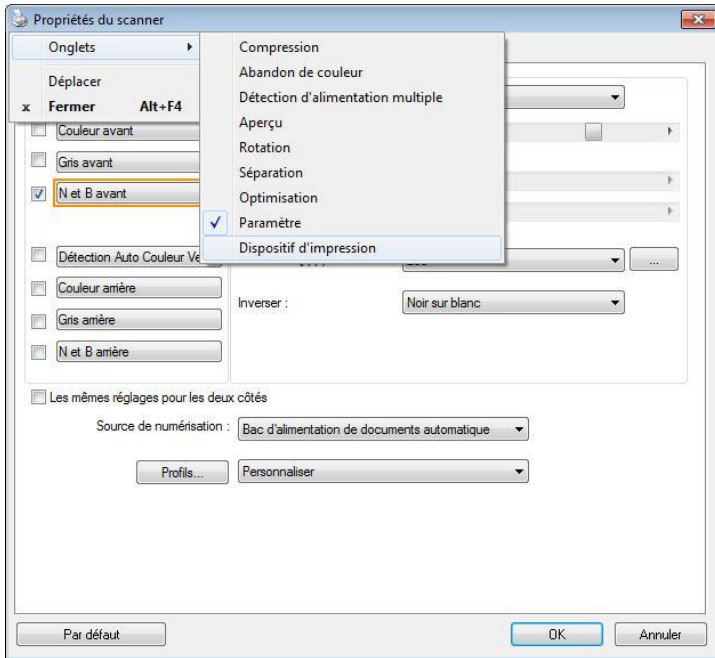 Propriétés du scanner
Onglets
Déplacer
x Fermer Alt+F4
Compression
Abandon de couleur
Détection d'alimentation multiple
Aperçu
Rotation
Séparation
Optimisation
✓ Paramètre
Dispositif d'impression
Couleur avant
Gris avant
N et B avant
Détection Auto Couleur
Couleur arrière
Gris arrière
N et B arrière
...
Inverser : Noir sur blanc
Les mêmes réglages pour les deux côtés
Source de numérisation : Bac d'alimentation de documents automatique
Profils... Personnaliser
Par défaut OK Annuler